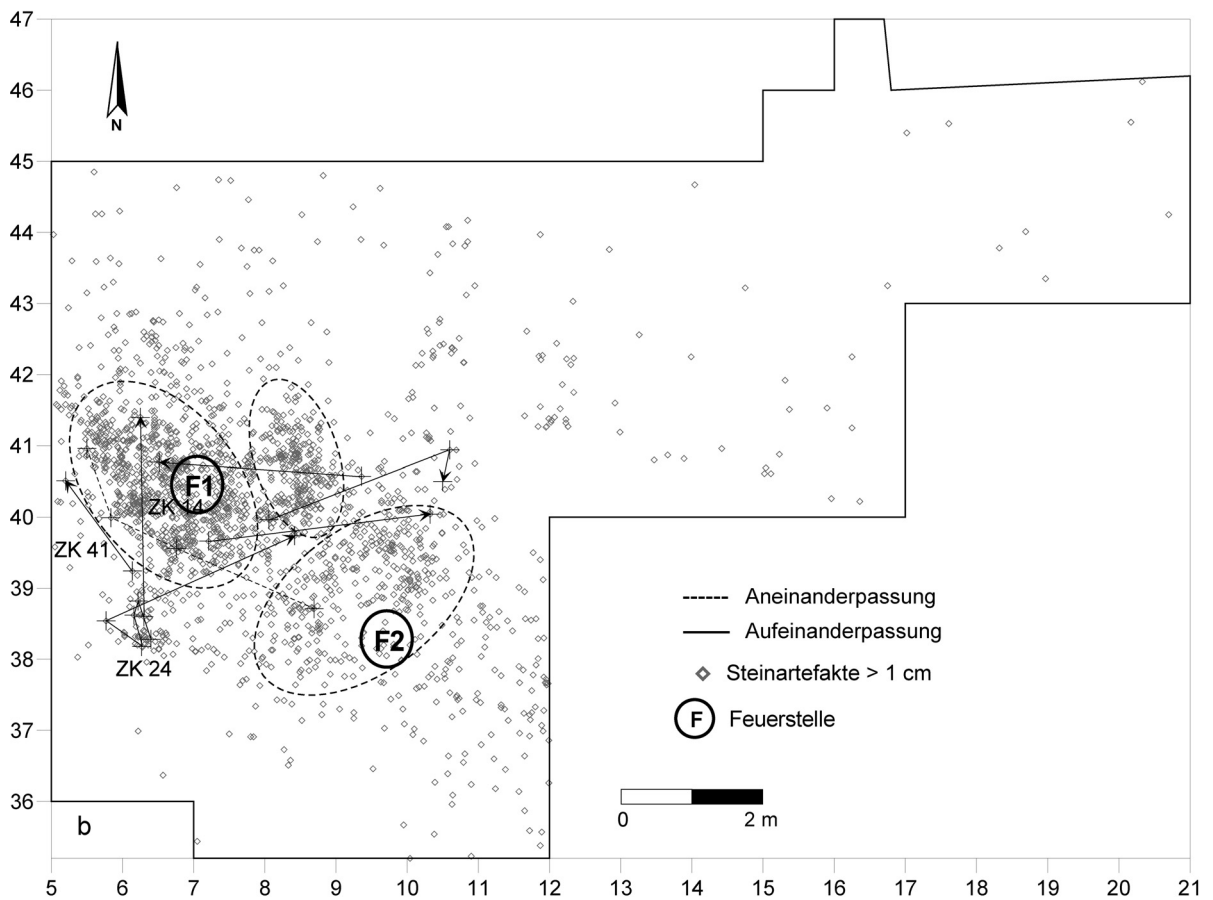 47
46
45
44
43
42
41
40
39
38
37
36
N
F1
ZK 14
ZK 41
F2
ZK 24
Aneinanderpassung
Aufeinanderpassung
Steinartefakte > 1 cm
F Feuerstelle
0 2 m
b
5 6 7 8 9 10 11 12 13 14 15 16 17 18 19 20 21